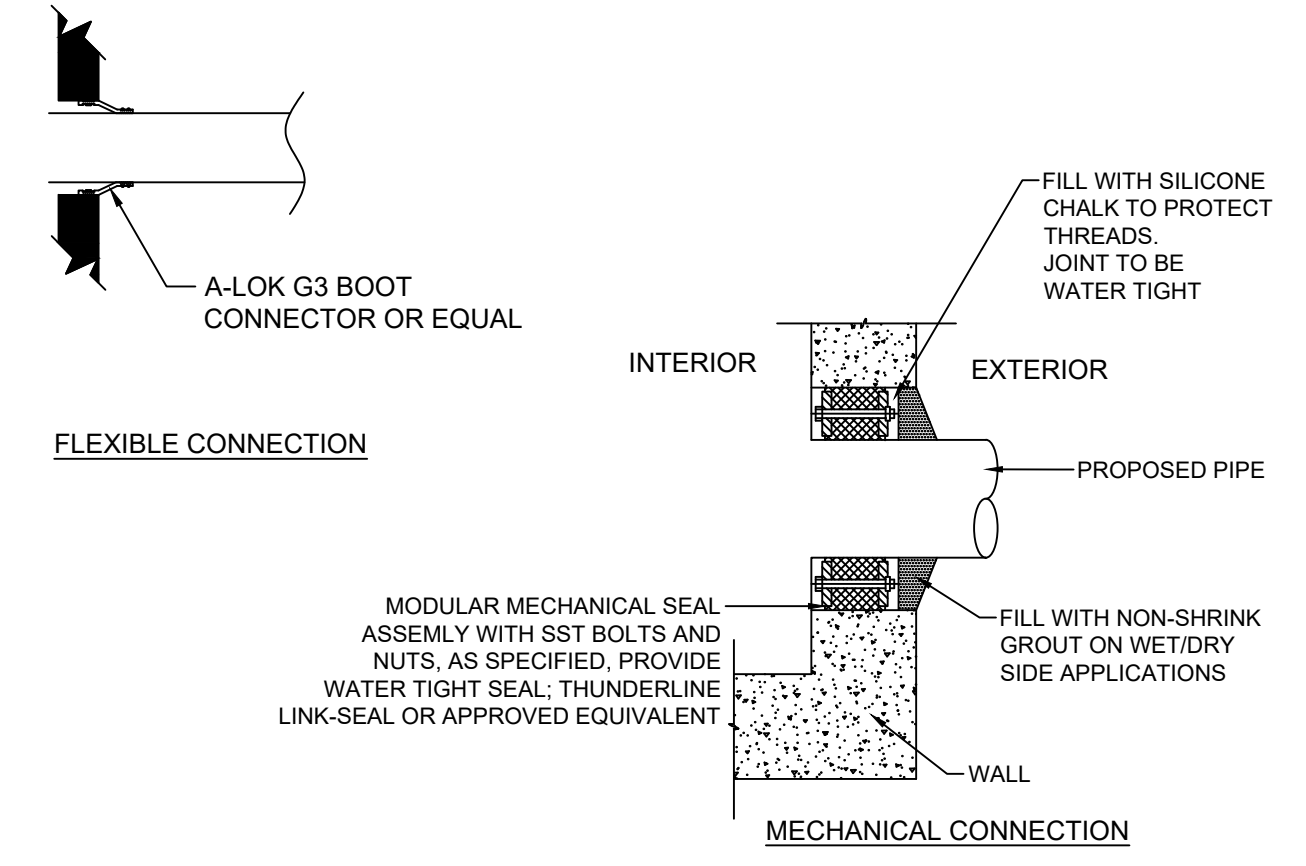 A-LOK G3 BOOT
CONNECTOR OR EQUAL
FLEXIBLE CONNECTION
FILL WITH SILICONE
CHALK TO PROTECT
THREADS.
JOINT TO BE
WATER TIGHT
INTERIOR
EXTERIOR
PROPOSED PIPE
MODULAR MECHANICAL SEAL
ASSEMLY WITH SST BOLTS AND
NUTS, AS SPECIFIED, PROVIDE
WATER TIGHT SEAL; THUNDERLINE
LINK-SEAL OR APPROVED EQUIVALENT
FILL WITH NON-SHRINK
GROUT ON WET/DRY
SIDE APPLICATIONS
WALL
MECHANICAL CONNECTION